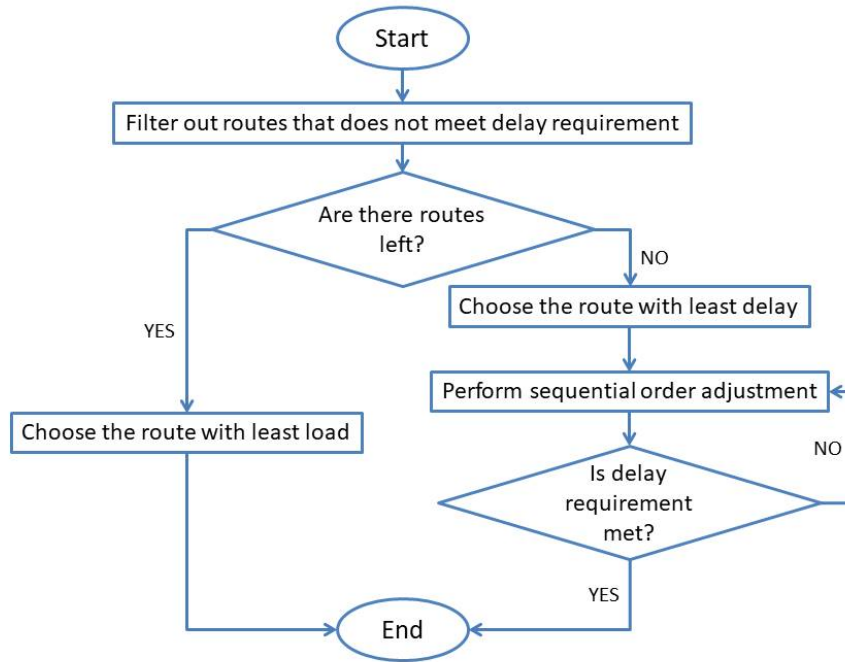 Start
Filter out routes that does not meet delay requirement
Are there routes
left?
NO
Choose the route with least delay
YES
Perform sequential order adjustment
Choose the route with least load
NO
Is delay
requirement
met?
YES
End